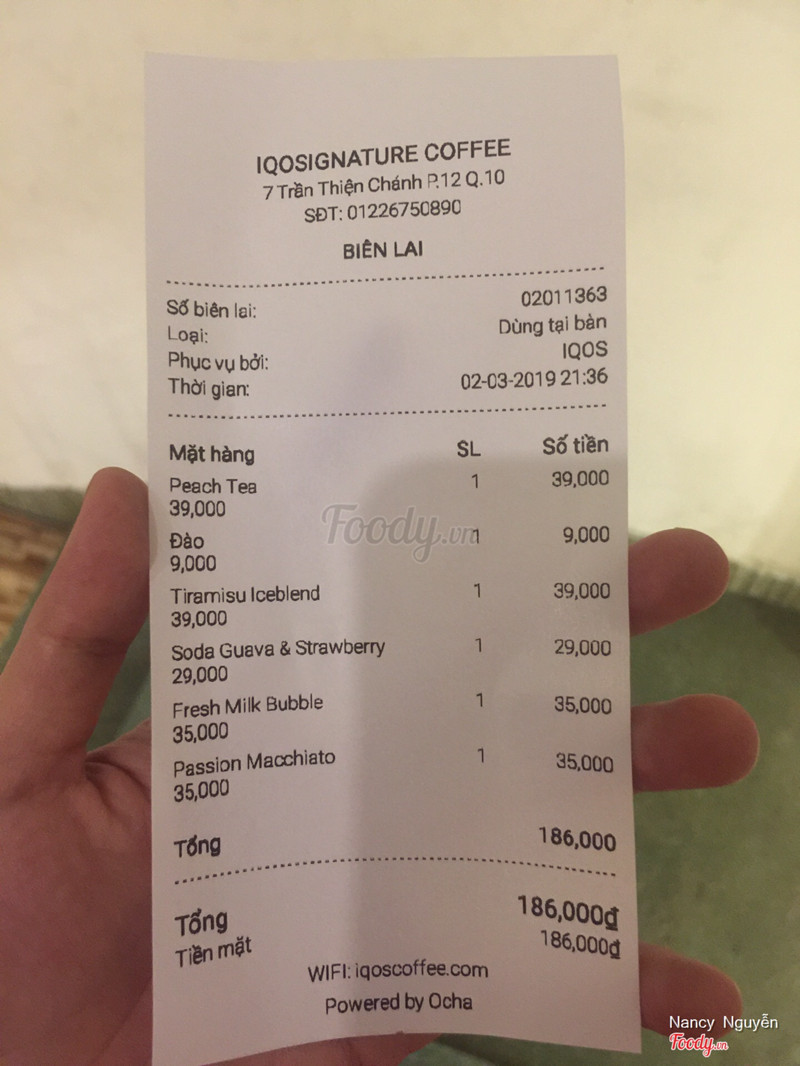 IQOSIGNATURE COFFEE
7 Trần Thiện Chánh P.12 Q.10
SĐT: 01226750890
BIÊN LAI
Số biên lai: 02011363
Loại: Dùng tại bàn
Phục vụ bởi: IQOS
Thời gian: 02-03-2019 21:36
Mặt hàng SL Số tiền
Peach Tea 1 39,000
39,000
Đào 1 9,000
9,000
Tiramisu Iceblend 1 39,000
39,000
Soda Guava & Strawberry 1 29,000
29,000
Fresh Milk Bubble 1 35,000
35,000
Passion Macchiato 1 35,000
35,000
Tổng 186,000
Tổng 186,000₫
Tiền mặt 186,000₫
WIFI: iqoscoffee.com
Powered by Ocha
Foody.vn
Nancy Nguyễn
Foody.vn